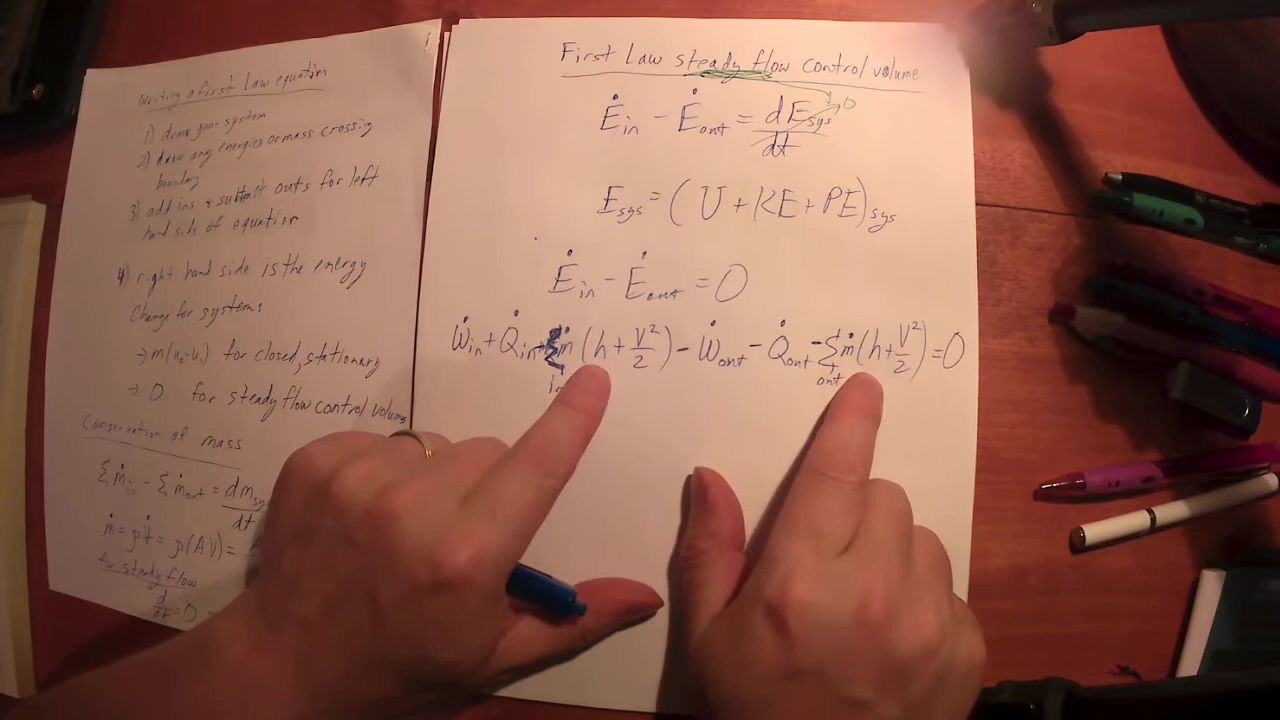 Writing a first Law equation
1) draw your system
2) draw any energies or mass crossing
boundary
3) add ins + subtract outs for left
hand side of equation
4) right hand side is the energy
change for system:
→ m(u₂-u₁) for closed, stationary
→ 0 for steady flow control volume
Conservation of mass
Σṁin - Σṁout = dmsys/dt
ṁ = ρV̇ = ρ(AV) =
for steady flow
d/dt = 0
First Law steady flow control volume
Ėin - Ėout = dEsys/dt → 0
Esys = (U + KE + PE)sys
Ėin - Ėout = 0
Ẇin + Q̇in + Σin ṁ(h + V²/2) - Ẇout - Q̇out - Σout ṁ(h + V²/2) = 0